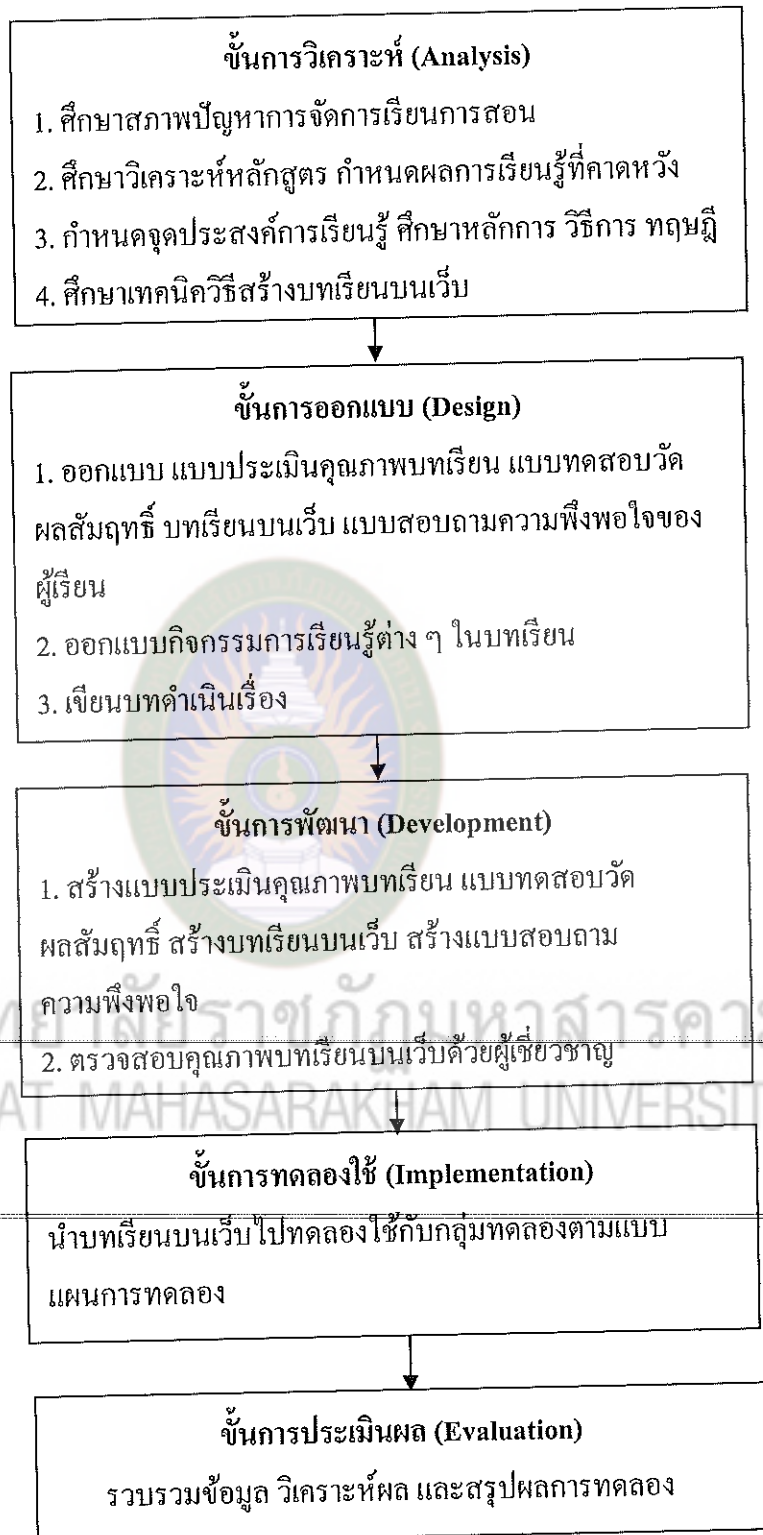 ขั้นการวิเคราะห์ (Analysis)
1. ศึกษาสภาพปัญหาการจัดการเรียนการสอน
2. ศึกษาวิเคราะห์หลักสูตร กำหนดผลการเรียนรู้ที่คาดหวัง
3. กำหนดจุดประสงค์การเรียนรู้ ศึกษาหลักการ วิธีการ ทฤษฎี
4. ศึกษาเทคนิควิธีสร้างบทเรียนบนเว็บ
ขั้นการออกแบบ (Design)
1. ออกแบบ แบบประเมินคุณภาพบทเรียน แบบทดสอบวัด
ผลสัมฤทธิ์ บทเรียนบนเว็บ แบบสอบถามความพึงพอใจของ
ผู้เรียน
2. ออกแบบกิจกรรมการเรียนรู้ต่าง ๆ ในบทเรียน
3. เขียนบทดำเนินเรื่อง
ขั้นการพัฒนา (Development)
1. สร้างแบบประเมินคุณภาพบทเรียน แบบทดสอบวัด
ผลสัมฤทธิ์ สร้างบทเรียนบนเว็บ สร้างแบบสอบถาม
ความพึงพอใจ
ทยาลัยราชภัฏมหาสารคา
2. ตรวจสอบคุณภาพบทเรียนบนเว็บด้วยผู้เชี่ยวชาญ
AT MAHASARAKHAM UNIVERSIT
ขั้นการทดลองใช้ (Implementation)
นำบทเรียนบนเว็บไปทดลองใช้กับกลุ่มทดลองตามแบบ
แผนการทดลอง
ขั้นการประเมินผล (Evaluation)
รวบรวมข้อมูล วิเคราะห์ผล และสรุปผลการทดลอง